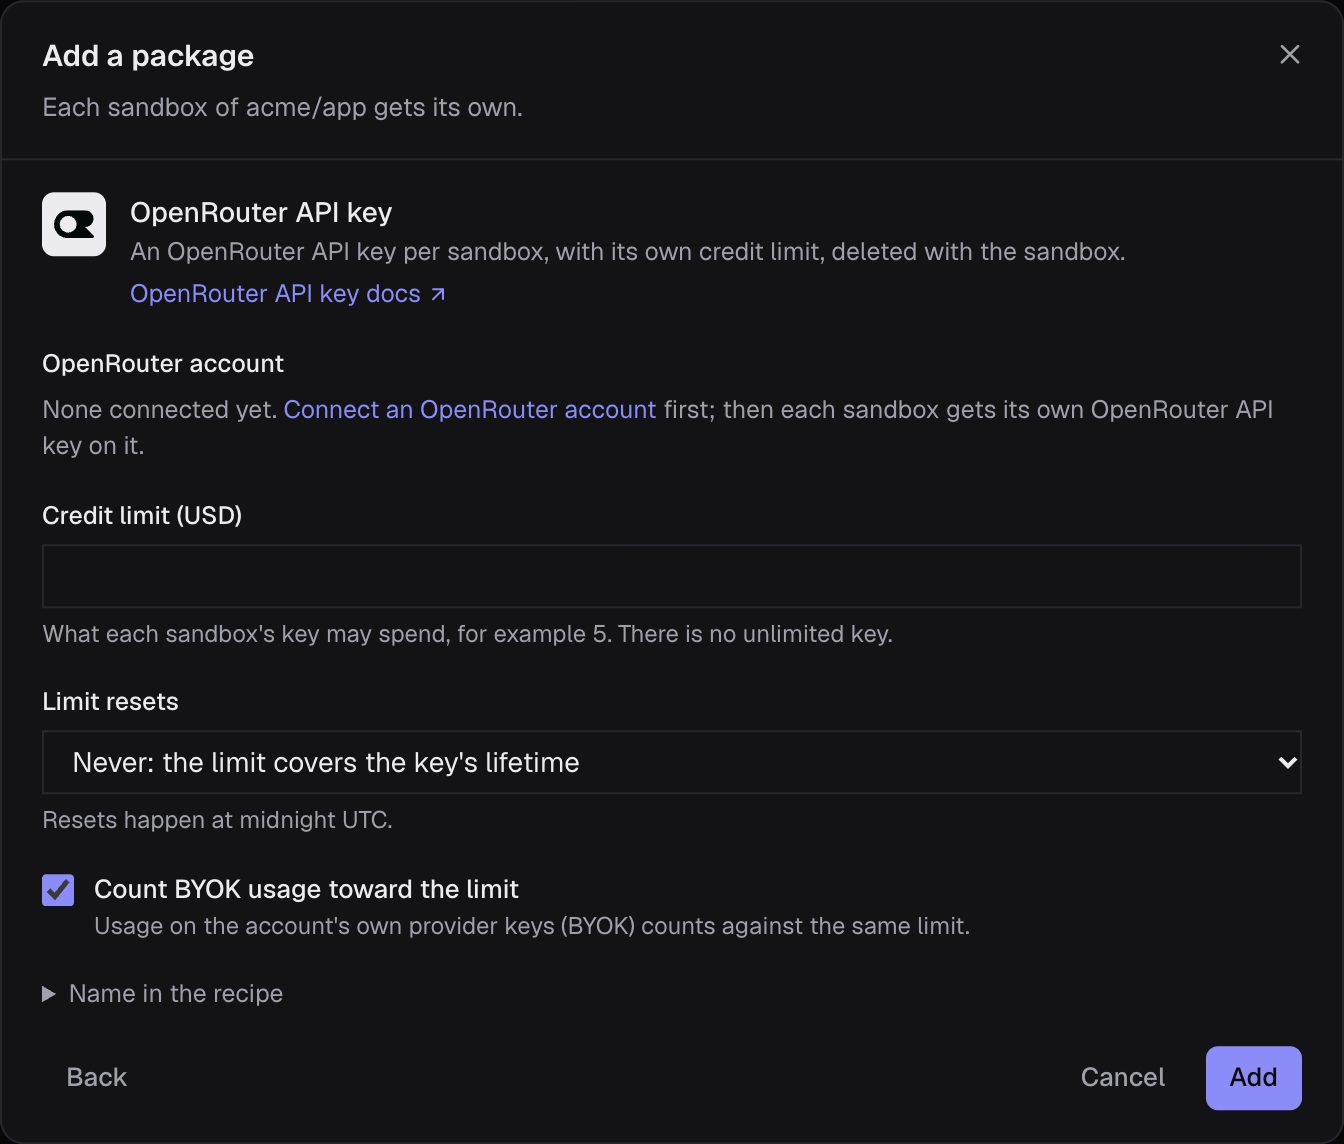 Add a package
Each sandbox of acme/app gets its own.
OpenRouter API key
An OpenRouter API key per sandbox, with its own credit limit, deleted with the sandbox.
OpenRouter API key docs ↗
OpenRouter account
None connected yet. Connect an OpenRouter account first; then each sandbox gets its own OpenRouter API
key on it.
Credit limit (USD)
What each sandbox's key may spend, for example 5. There is no unlimited key.
Limit resets
Never: the limit covers the key's lifetime
Resets happen at midnight UTC.
Count BYOK usage toward the limit
Usage on the account's own provider keys (BYOK) counts against the same limit.
Name in the recipe
Back
Cancel
Add